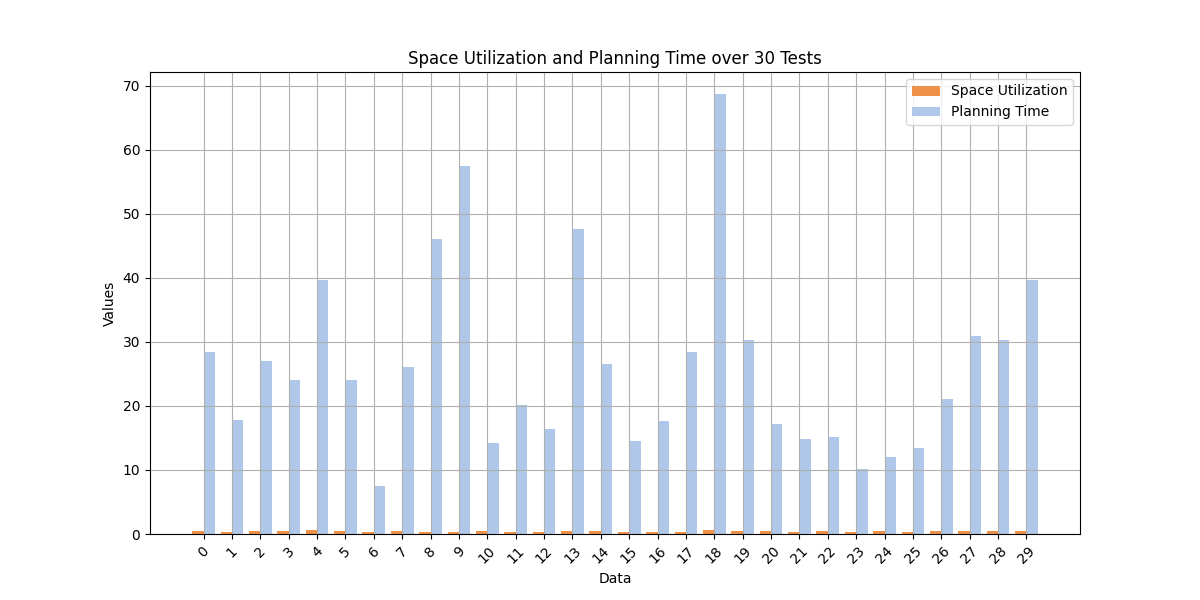 Space Utilization and Planning Time over 30 Tests
Space Utilization
Planning Time
70
60
50
40
30
20
10
0
Values
0 1 2 3 4 5 6 7 8 9 10 11 12 13 14 15 16 17 18 19 20 21 22 23 24 25 26 27 28 29
Data